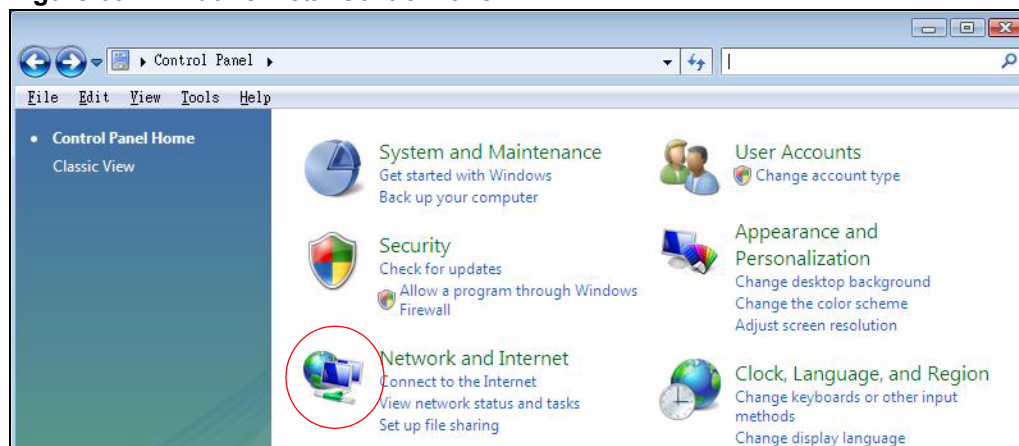 Control Panel
File Edit View Tools Help
Control Panel Home
Classic View
System and Maintenance
Get started with Windows
Back up your computer
Security
Check for updates
Allow a program through Windows
Firewall
Network and Internet
Connect to the Internet
View network status and tasks
Set up file sharing
User Accounts
Change account type
Appearance and
Personalization
Change desktop background
Change the color scheme
Adjust screen resolution
Clock, Language, and Region
Change keyboards or other input
methods
Change display language